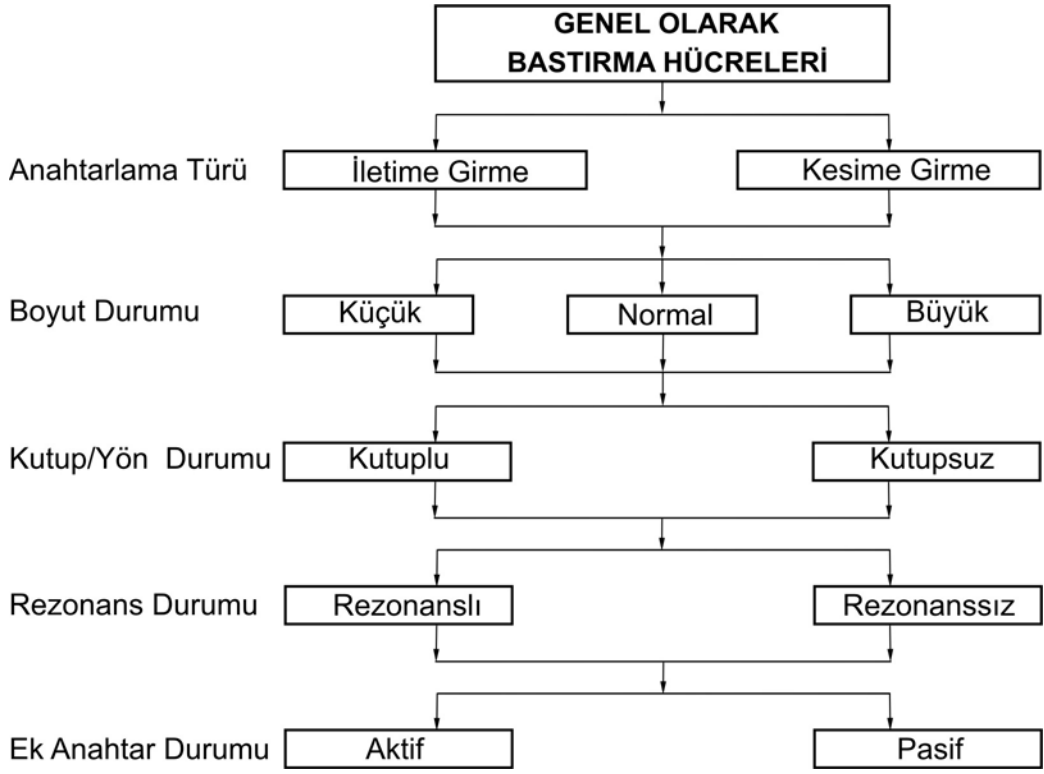 GENEL OLARAK
BASTIRMA HÜCRELERİ
Anahtarlama Türü
İletime Girme
Kesime Girme
Boyut Durumu
Küçük
Normal
Büyük
Kutup/Yön Durumu
Kutuplu
Kutupsuz
Rezonans Durumu
Rezonanslı
Rezonanssız
Ek Anahtar Durumu
Aktif
Pasif